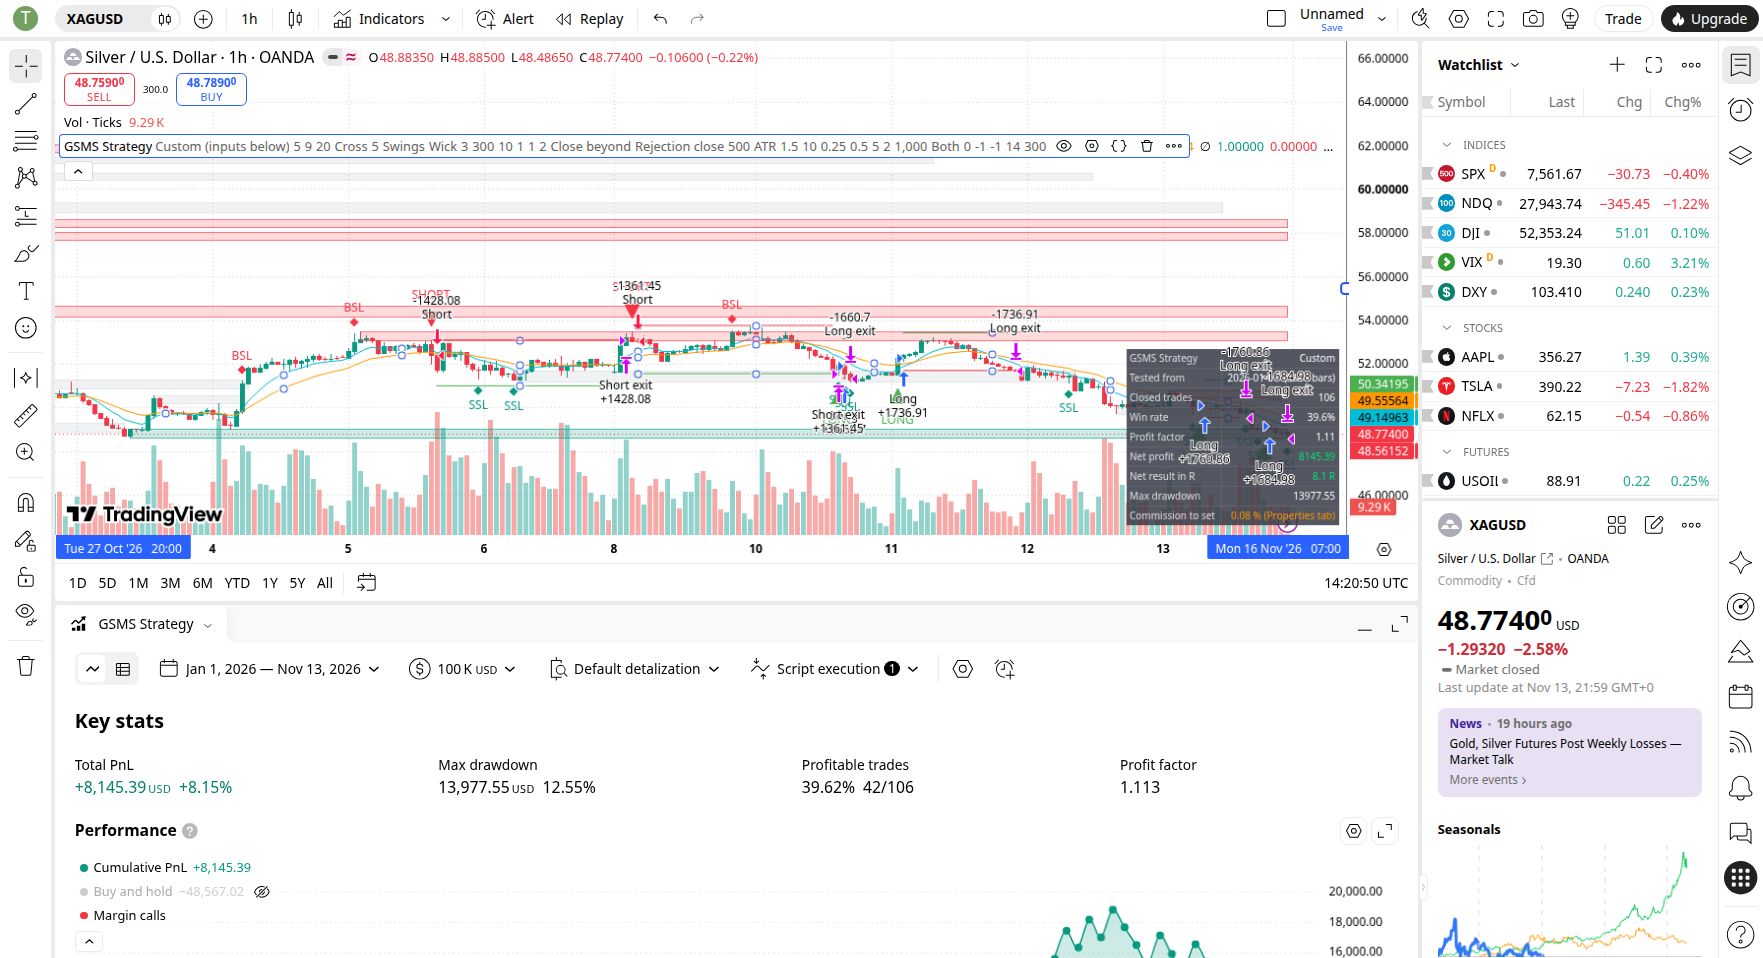 T XAGUSD 1h Indicators Alert Replay Unnamed Save Trade Upgrade
Silver / U.S. Dollar · 1h · OANDA O48.88350 H48.88500 L48.48650 C48.77400 −0.10600 (−0.22%)
48.75900 SELL 300.0 48.78900 BUY
Vol · Ticks 9.29 K
GSMS Strategy Custom (inputs below) 5 9 20 Cross 5 Swings Wick 3 300 10 1 1 2 Close beyond Rejection close 500 ATR 1.5 10 0.25 0.5 5 2 1,000 Both 0 -1 -1 14 300 ∅ 1.00000 0.00000 ...
66.00000
64.00000
62.00000
60.00000
58.00000
56.00000
54.00000
52.00000
50.34195
49.55564
49.14963
48.77400
48.56152
46.00000
9.29 K
BSL
BSL
SHORT
-1428.08
Short
SSL
SSL
-1361.45
Short
Short exit
+1428.08
BSL
-1660.7
Long exit
Short exit
+1361.45
Long
+1736.91
LONG
-1736.91
Long exit
SSL
GSMS Strategy Custom
Tested from
Closed trades 106
Win rate 39.6%
Profit factor 1.11
Net profit 8145.39
Net result in R 8.1 R
Max drawdown 13977.55
Commission to set 0.08 % (Properties tab)
-1760.86
Long exit
-1684.98
Long exit
Long
+1760.86
Long
+1684.98
TradingView
Tue 27 Oct '26 20:00 4 5 6 8 10 11 12 13 Mon 16 Nov '26 07:00
1D 5D 1M 3M 6M YTD 1Y 5Y All 14:20:50 UTC
GSMS Strategy
Jan 1, 2026 — Nov 13, 2026 100 K USD Default detalization Script execution 1
Key stats
Total PnL Max drawdown Profitable trades Profit factor
+8,145.39 USD +8.15% 13,977.55 USD 12.55% 39.62% 42/106 1.113
Performance ?
Cumulative PnL +8,145.39
Buy and hold −48,567.02
Margin calls
20,000.00
18,000.00
16,000.00
Watchlist
Symbol Last Chg Chg%
INDICES
500 SPX D 7,561.67 −30.73 −0.40%
100 NDQ 27,943.74 −345.45 −1.22%
30 DJI 52,353.24 51.01 0.10%
VIX D 19.30 0.60 3.21%
$ DXY 103.410 0.240 0.23%
STOCKS
AAPL 356.27 1.39 0.39%
TSLA 390.22 −7.23 −1.82%
NFLX 62.15 −0.54 −0.86%
FUTURES
USOIL 88.91 0.22 0.25%
XAGUSD
Silver / U.S. Dollar · OANDA
Commodity · Cfd
48.77400 USD
−1.29320 −2.58%
Market closed
Last update at Nov 13, 21:59 GMT+0
News · 19 hours ago
Gold, Silver Futures Post Weekly Losses —
Market Talk
More events ›
Seasonals